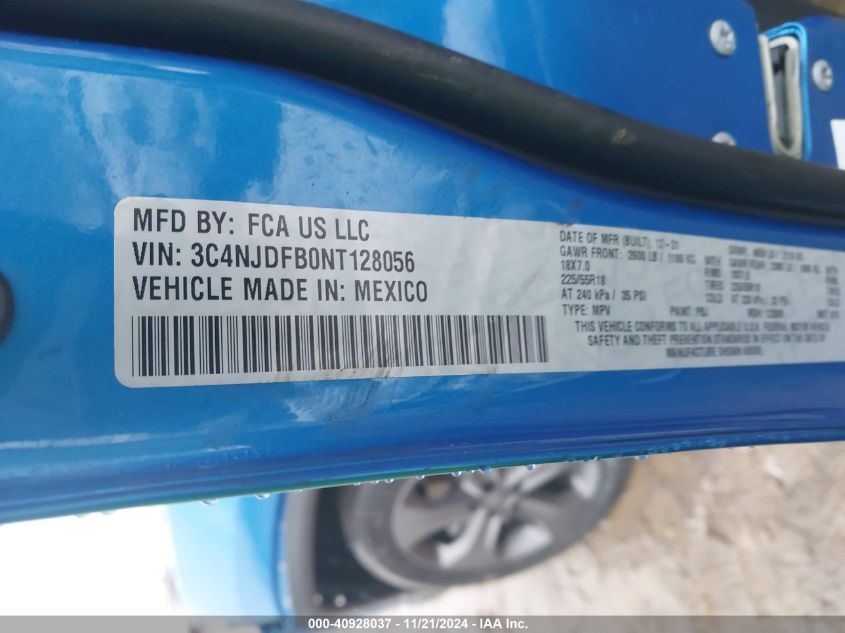 MFD BY: FCA US LLC
VIN: 3C4NJDFB0NT128056
VEHICLE MADE IN: MEXICO
DATE OF MFR (BUILT): 12-21
GAWR FRONT: 2600 LB / 1180 KG
18X7.0
225/55R18
AT 240 kPa / 35 PSI
TYPE: MPV
PAINT: PBJ
THIS VEHICLE CONFORMS TO ALL APPLICABLE U.S.A. FEDERAL MOTOR VEHICLE
SAFETY AND THEFT PREVENTION STANDARDS IN EFFECT ON THE DATE OF
MANUFACTURE SHOWN ABOVE.
000-40928037 - 11/21/2024 - IAA Inc.